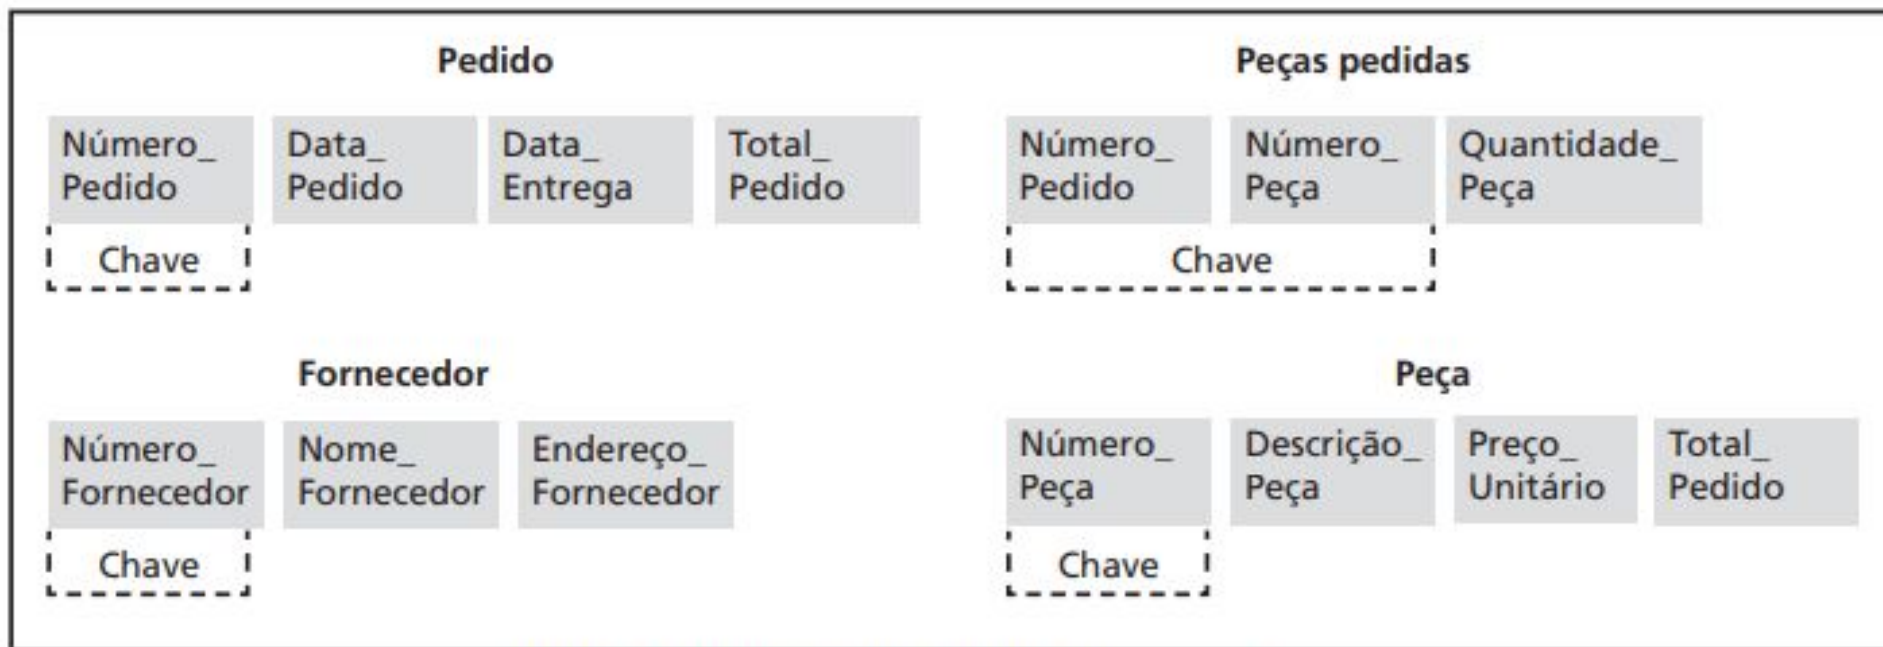 Pedido
Número_ Data_ Data_ Total_
Pedido Pedido Entrega Pedido
Chave
Peças pedidas
Número_ Número_ Quantidade_
Pedido Peça Peça
Chave
Fornecedor
Número_ Nome_ Endereço_
Fornecedor Fornecedor Fornecedor
Chave
Peça
Número_ Descrição_ Preço_ Total_
Peça Peça Unitário Pedido
Chave